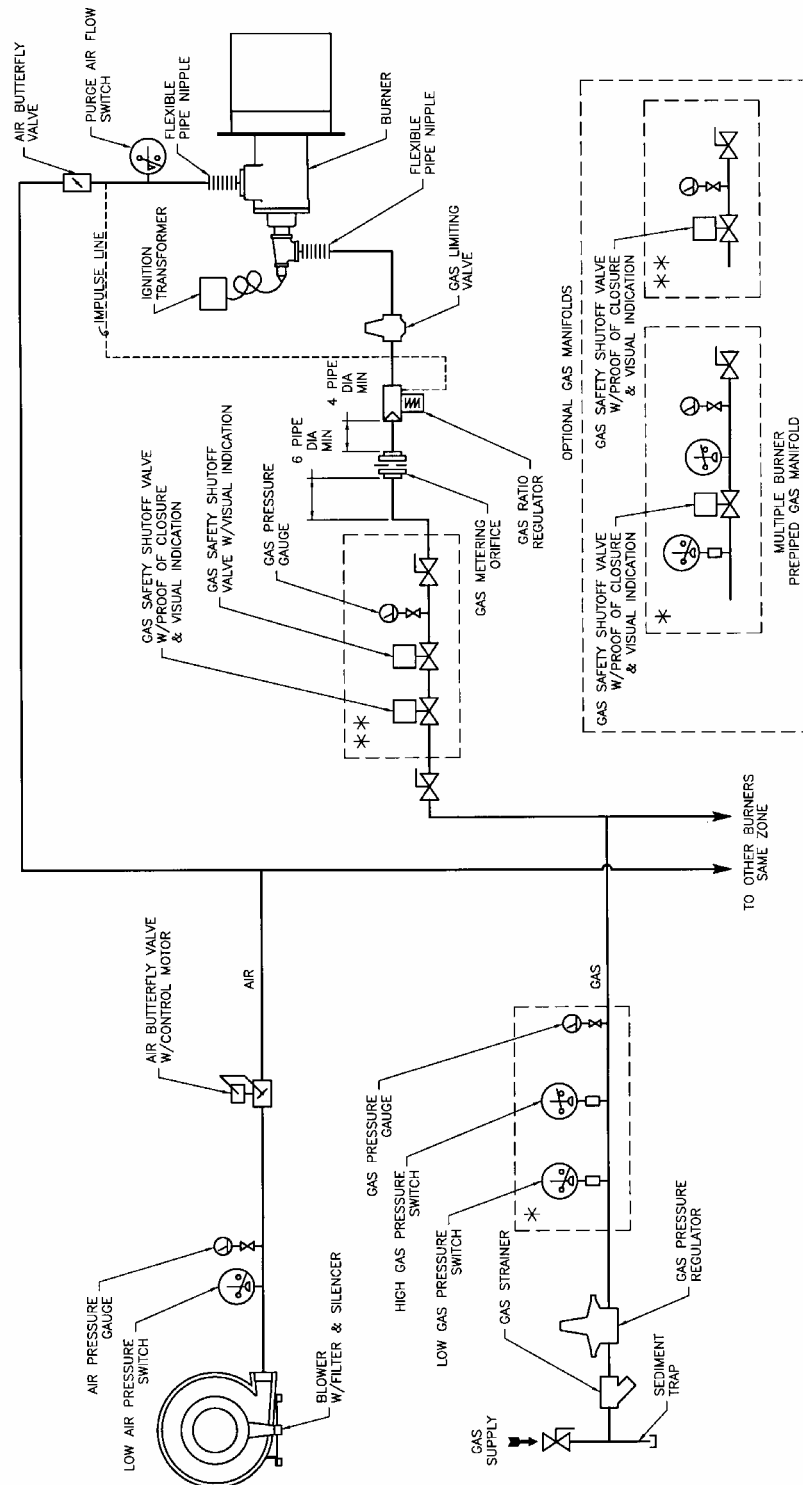 AIR BUTTERFLY
VALVE
PURGE AIR FLOW
SWITCH
FLEXIBLE
PIPE NIPPLE
BURNER
FLEXIBLE
PIPE NIPPLE
IGNITION
TRANSFORMER
IMPULSE LINE
GAS LIMITING
VALVE
4 PIPE
DIA
MIN
6 PIPE
DIA
MIN
GAS RATIO
REGULATOR
GAS METERING
ORIFICE
GAS PRESSURE
GAUGE
GAS SAFETY SHUTOFF
VALVE W/VISUAL INDICATION
GAS SAFETY SHUTOFF VALVE
W/PROOF OF CLOSURE
& VISUAL INDICATION
**
AIR BUTTERFLY VALVE
W/CONTROL MOTOR
AIR
AIR PRESSURE
GAUGE
LOW AIR PRESSURE
SWITCH
BLOWER
W/FILTER & SILENCER
GAS PRESSURE
GAUGE
HIGH GAS PRESSURE
SWITCH
LOW GAS PRESSURE
SWITCH
*
GAS
GAS STRAINER
GAS PRESSURE
REGULATOR
GAS
SUPPLY
SEDIMENT
TRAP
TO OTHER BURNERS
SAME ZONE
OPTIONAL GAS MANIFOLDS
GAS SAFETY SHUTOFF VALVE
W/PROOF OF CLOSURE
& VISUAL INDICATION
*
GAS SAFETY SHUTOFF VALVE
W/PROOF OF CLOSURE
& VISUAL INDICATION
**
MULTIPLE BURNER
PREPIPED GAS MANIFOLD